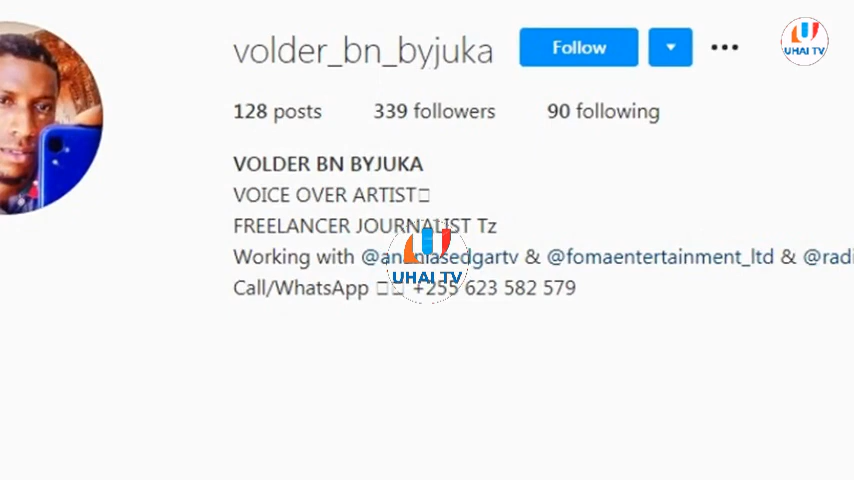 volder_bn_byjuka Follow
UHAI TV
128 posts 339 followers 90 following
VOLDER BN BYJUKA
VOICE OVER ARTIST
FREELANCER JOURNALIST Tz
Working with @ananiasedgartv & @fomaentertainment_ltd & @radi
UHAI TV
Call/WhatsApp +255 623 582 579